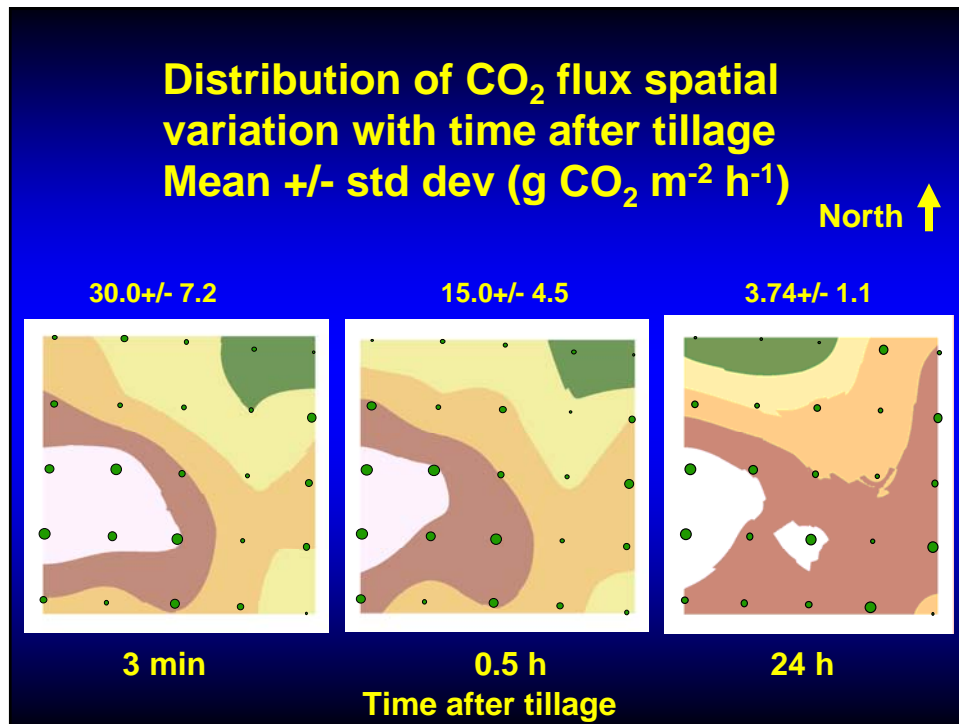 Distribution of CO₂ flux spatial
variation with time after tillage
Mean +/- std dev (g CO₂ m⁻² h⁻¹)
North
30.0+/- 7.2
15.0+/- 4.5
3.74+/- 1.1
3 min
0.5 h
24 h
Time after tillage